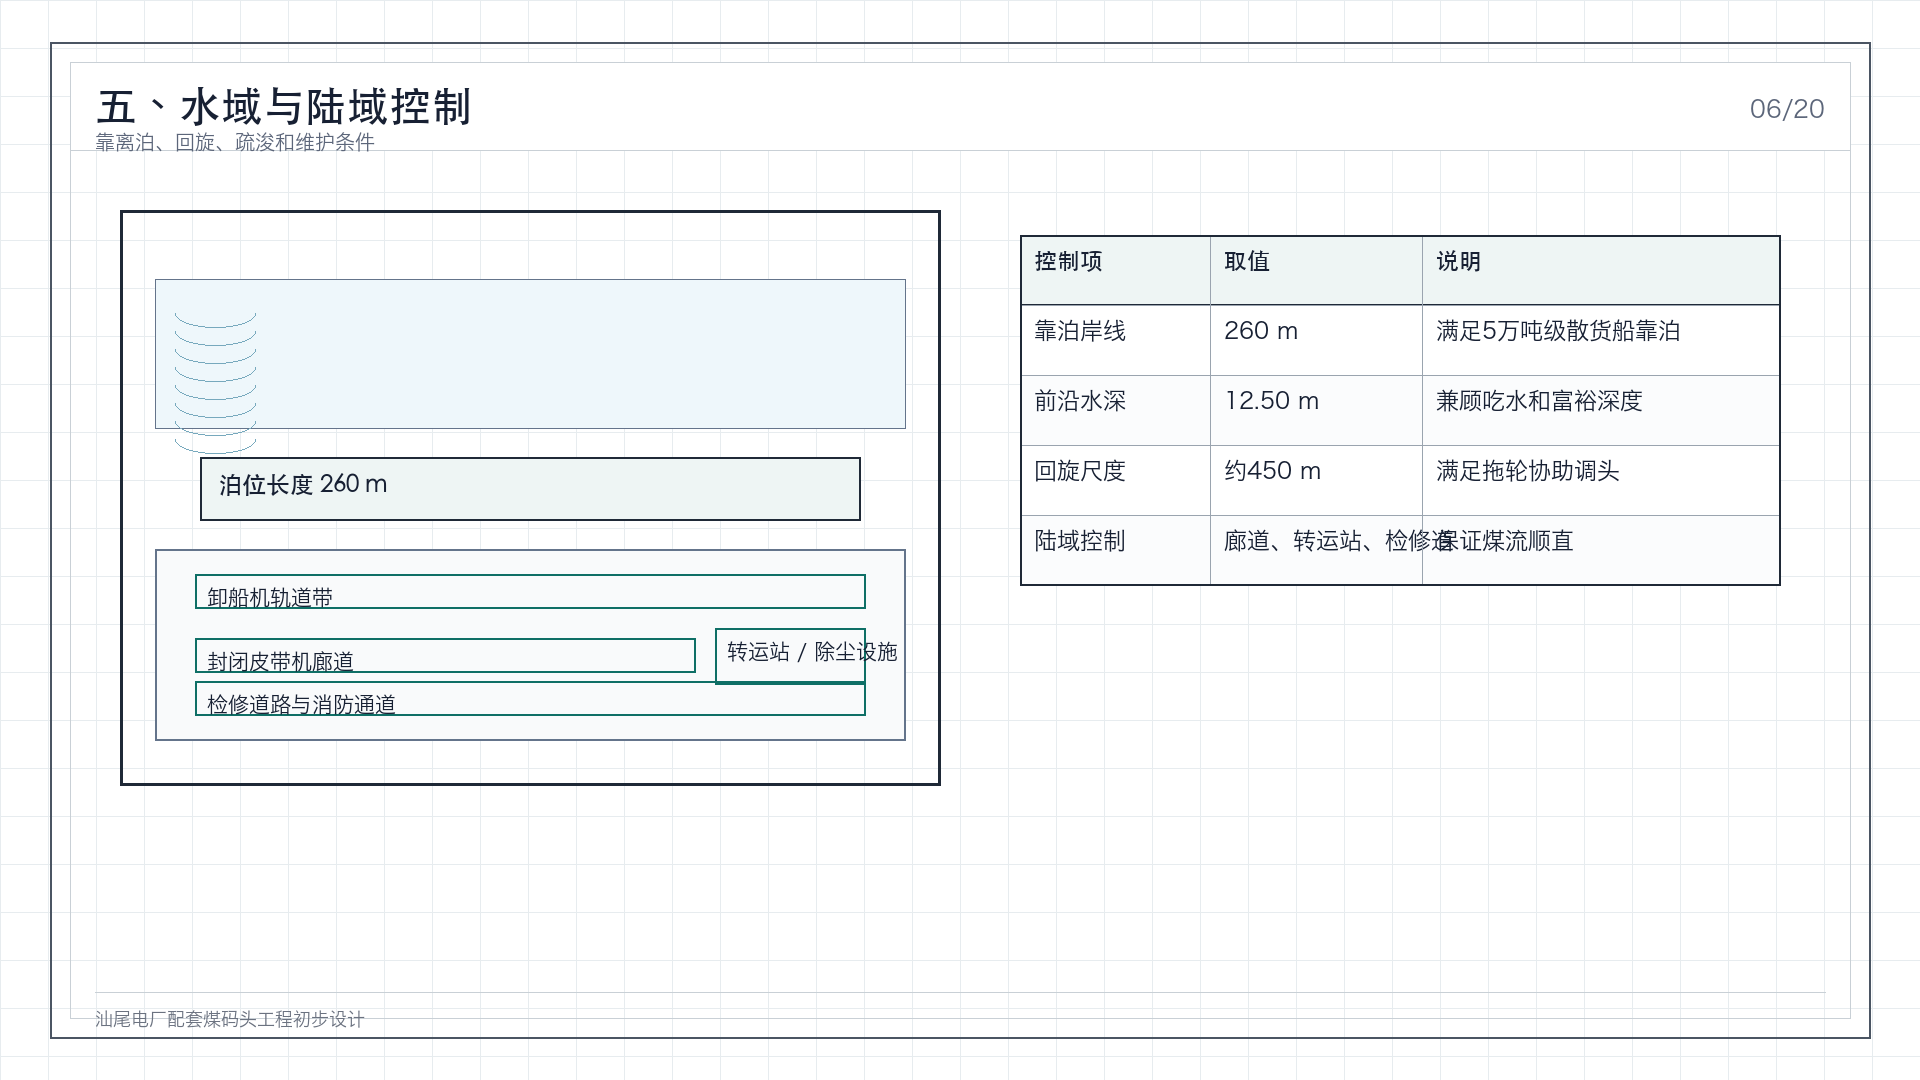 五、水域与陆域控制
06/20
靠离泊、回旋、疏浚和维护条件
泊位长度 260 m
卸船机轨道带
封闭皮带机廊道
转运站 / 除尘设施
检修道路与消防通道
控制项 取值 说明
靠泊岸线 260 m 满足5万吨级散货船靠泊
前沿水深 12.50 m 兼顾吃水和富裕深度
回旋尺度 约450 m 满足拖轮协助调头
陆域控制 廊道、转运站、检修道 保证煤流顺直
汕尾电厂配套煤码头工程初步设计